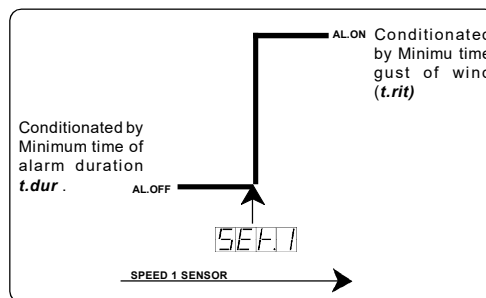 AL.ON Conditionated
by Minimu time
gust of wind
(t.rit)
Conditionated by
Minimum time of
alarm duration
t.dur .
AL.OFF
SEt.1
SPEED 1 SENSOR